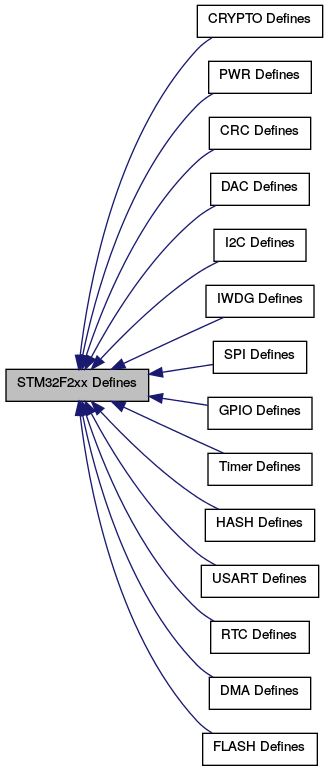 CRYPTO Defines
PWR Defines
CRC Defines
DAC Defines
I2C Defines
IWDG Defines
SPI Defines
STM32F2xx Defines
GPIO Defines
Timer Defines
HASH Defines
USART Defines
RTC Defines
DMA Defines
FLASH Defines